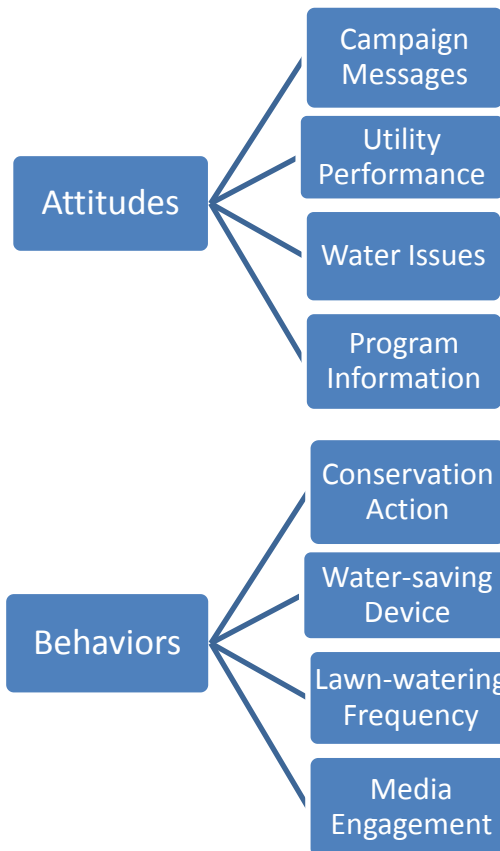 Attitudes
Campaign
Messages
Utility
Performance
Water Issues
Program
Information
Behaviors
Conservation
Action
Water-saving
Device
Lawn-watering
Frequency
Media
Engagement